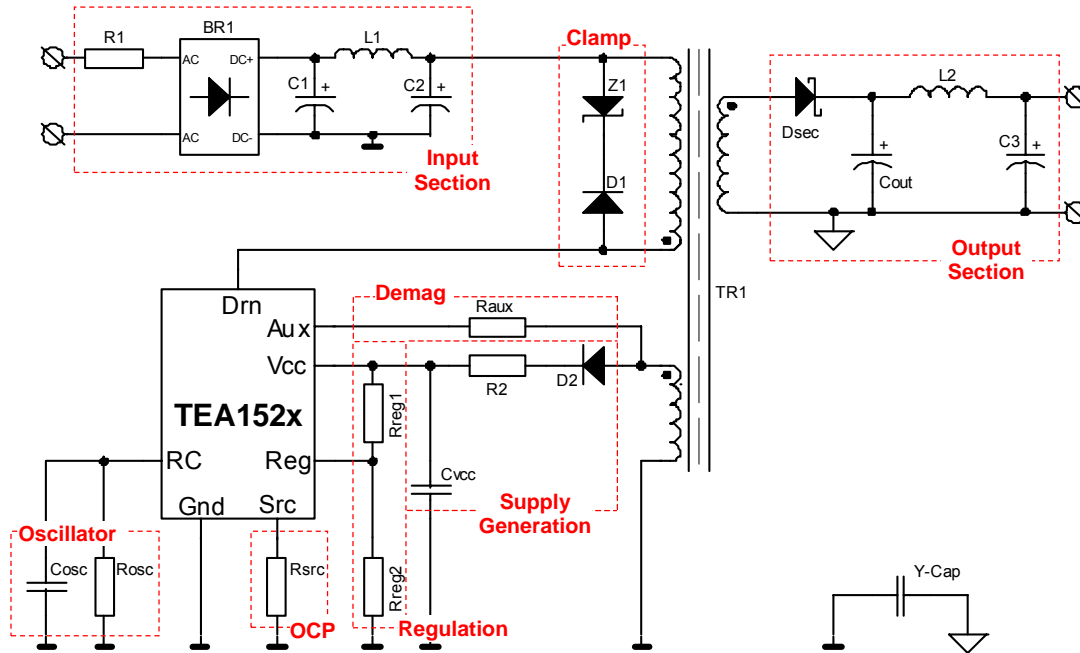 R1
BR1
AC
DC+
AC
DC-
L1
C1
+
C2
+
Input
Section
Clamp
Z1
D1
TR1
Dsec
L2
+
Cout
C3
+
Output
Section
Drn
Aux
Vcc
TEA152x
RC
Reg
Gnd
Src
Demag
Raux
R2
D2
Rreg1
Cvcc
Supply
Generation
Oscillator
Cosc
Rosc
Rsrc
OCP
Rreg2
Regulation
Y-Cap